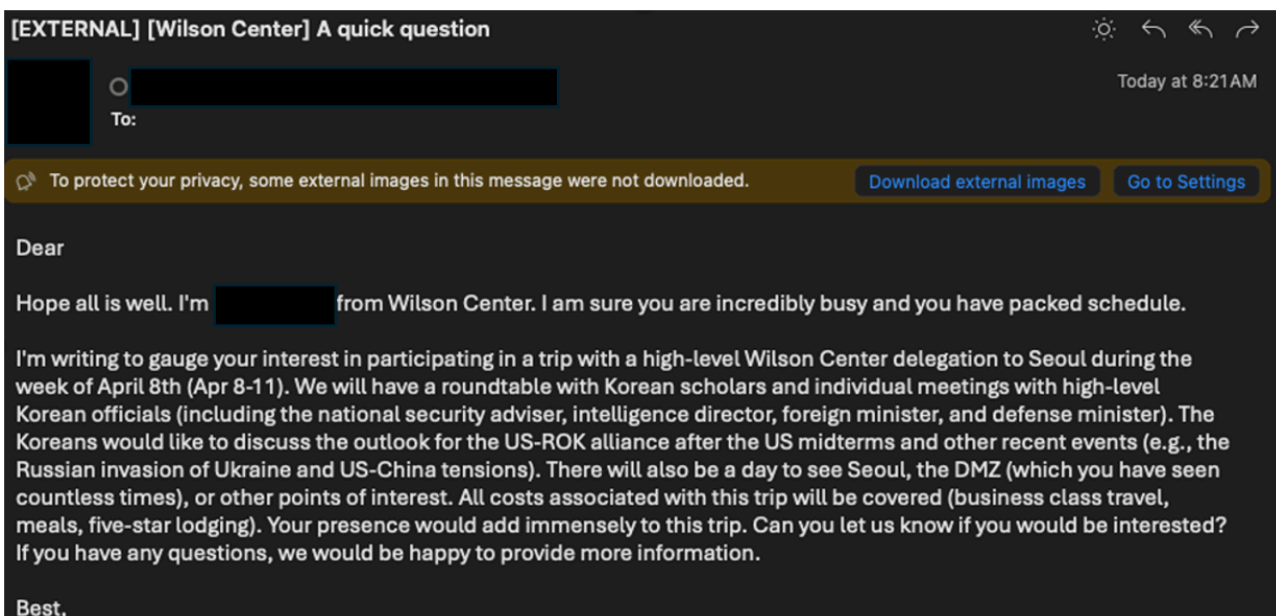 [EXTERNAL] [Wilson Center] A quick question
Today at 8:21AM
To:
To protect your privacy, some external images in this message were not downloaded.
Download external images
Go to Settings
Dear
Hope all is well. I'm from Wilson Center. I am sure you are incredibly busy and you have packed schedule.
I'm writing to gauge your interest in participating in a trip with a high-level Wilson Center delegation to Seoul during the
week of April 8th (Apr 8-11). We will have a roundtable with Korean scholars and individual meetings with high-level
Korean officials (including the national security adviser, intelligence director, foreign minister, and defense minister). The
Koreans would like to discuss the outlook for the US-ROK alliance after the US midterms and other recent events (e.g., the
Russian invasion of Ukraine and US-China tensions). There will also be a day to see Seoul, the DMZ (which you have seen
countless times), or other points of interest. All costs associated with this trip will be covered (business class travel,
meals, five-star lodging). Your presence would add immensely to this trip. Can you let us know if you would be interested?
If you have any questions, we would be happy to provide more information.
Best,